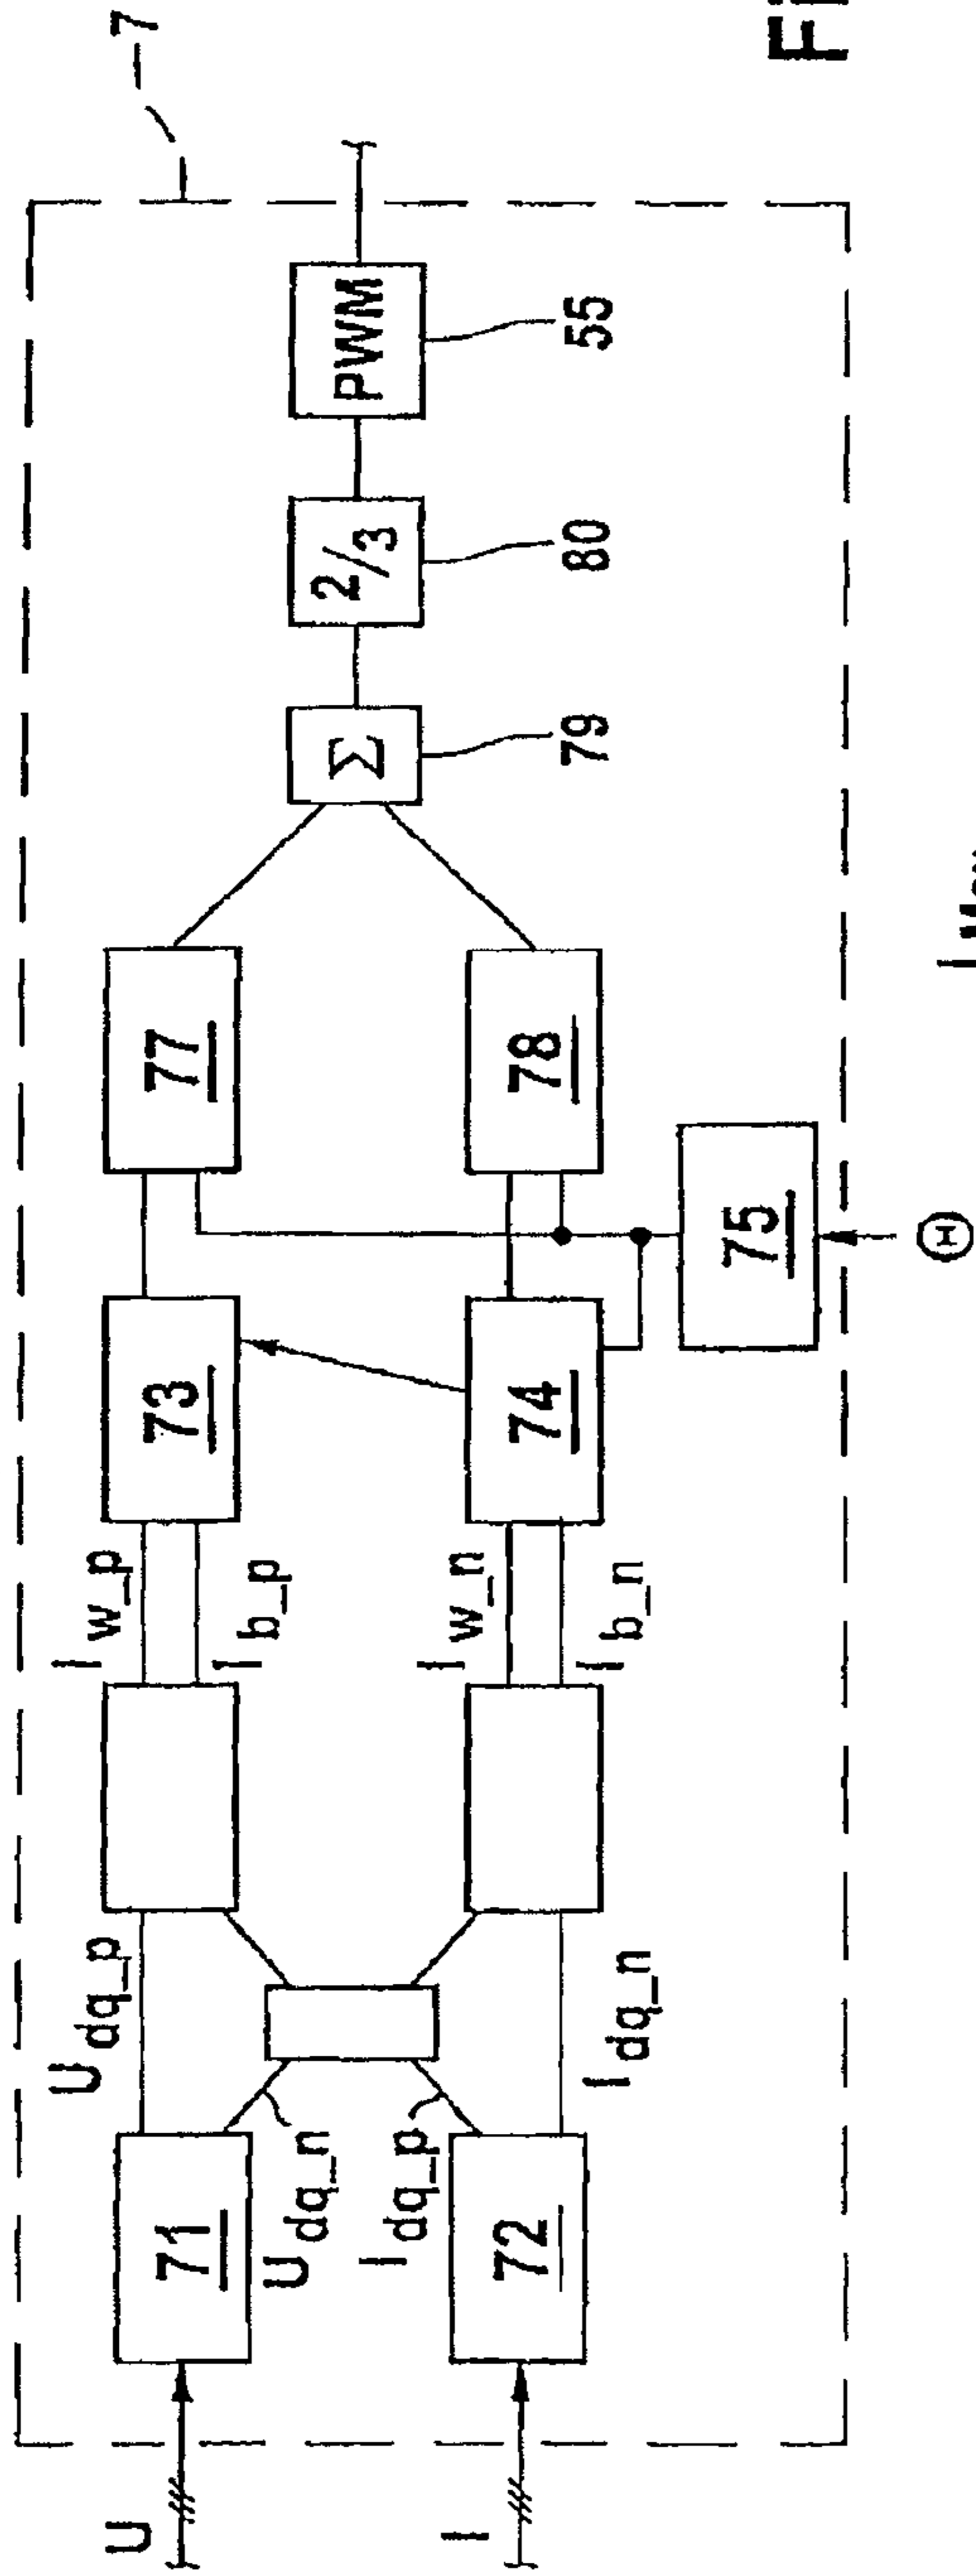 7
U
71
U dq_p
U dq_n
I w_p
I b_p
73
77
Σ
79
2/3
80
PWM
55
I
72
I dq_p
I dq_n
I w_n
I b_n
74
78
75
Θ